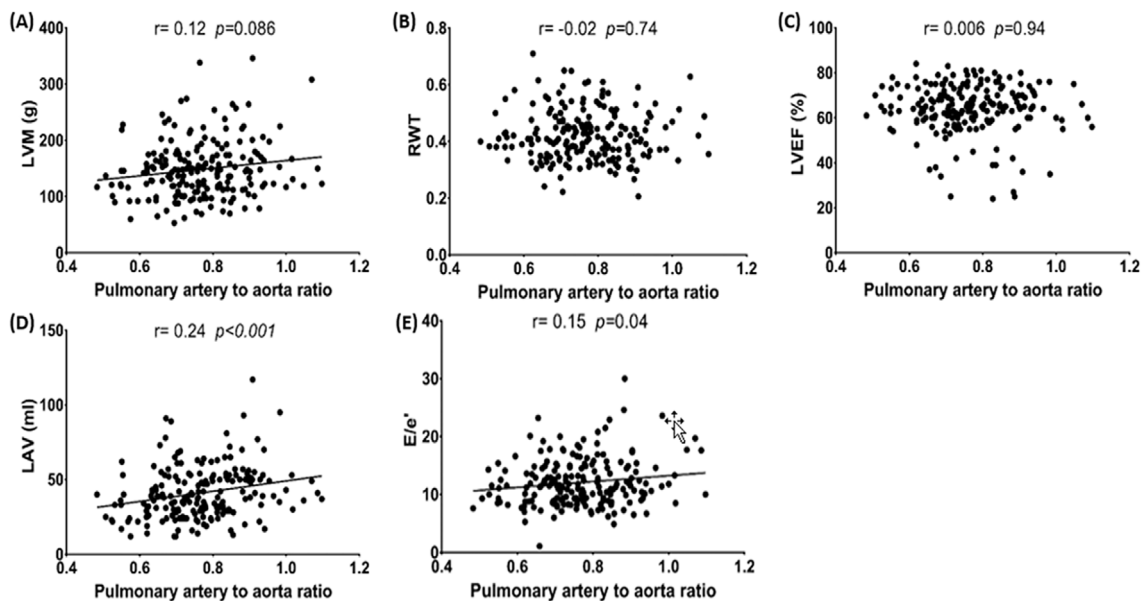 (A)
r= 0.12 p=0.086
LVM (g)
400
300
200
100
0
0.4 0.6 0.8 1.0 1.2
Pulmonary artery to aorta ratio
(B)
r= -0.02 p=0.74
RWT
0.8
0.6
0.4
0.2
0.0
0.4 0.6 0.8 1.0 1.2
Pulmonary artery to aorta ratio
(C)
r= 0.006 p=0.94
LVEF (%)
100
80
60
40
20
0
0.4 0.6 0.8 1.0 1.2
Pulmonary artery to aorta ratio
(D)
r= 0.24 p<0.001
LAV (ml)
150
100
50
0
0.4 0.6 0.8 1.0 1.2
Pulmonary artery to aorta ratio
(E)
r= 0.15 p=0.04
E/e'
40
30
20
10
0
0.4 0.6 0.8 1.0 1.2
Pulmonary artery to aorta ratio